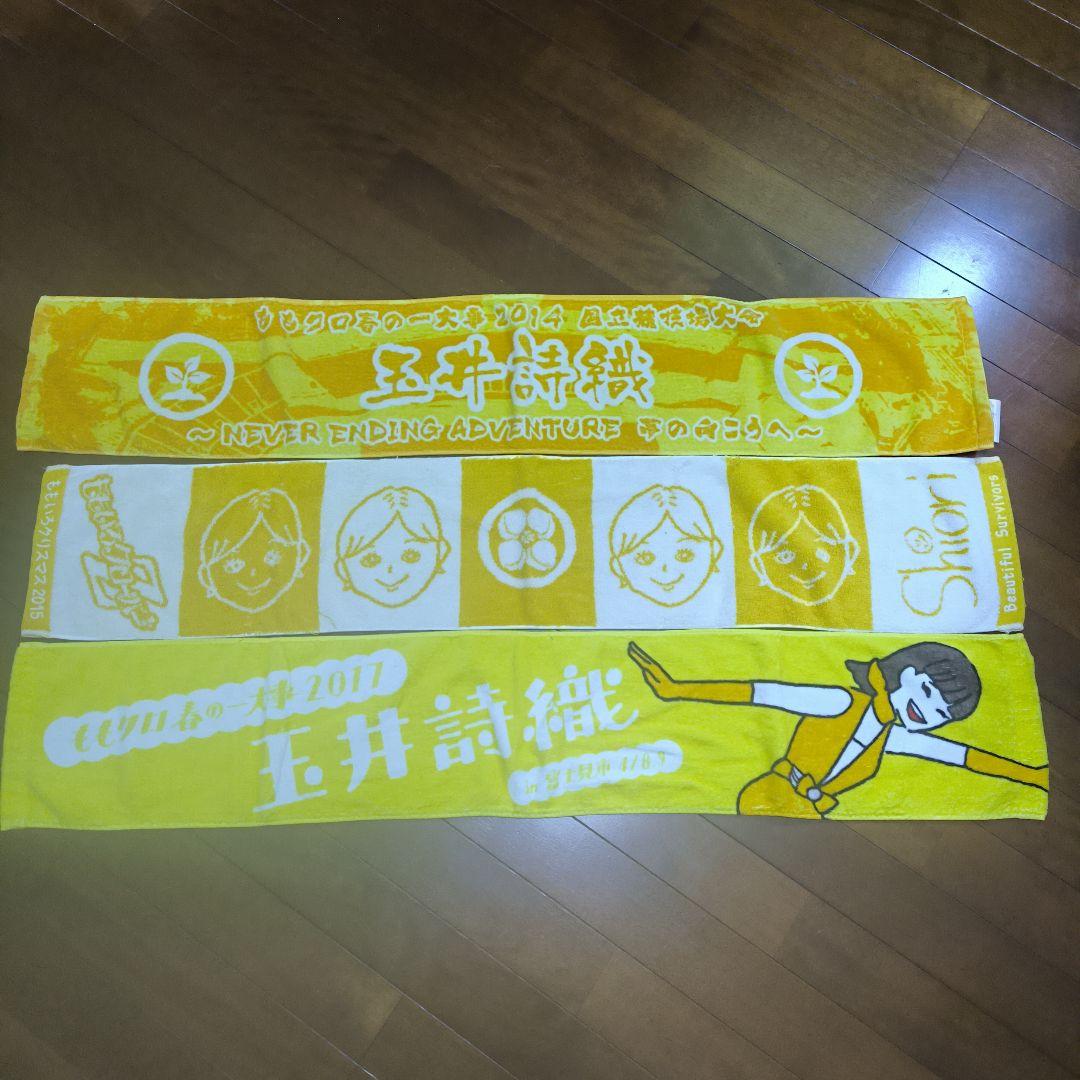 ももクロ春の一大事2014 国立競技場大会
玉井詩織
～NEVER ENDING ADVENTURE 夢の向こうへ～
ももいろクリスマス2015
Shiori
Beautiful Survivors
ももクロ春の一大事2017
玉井詩織
in 富士見市 4/8.9